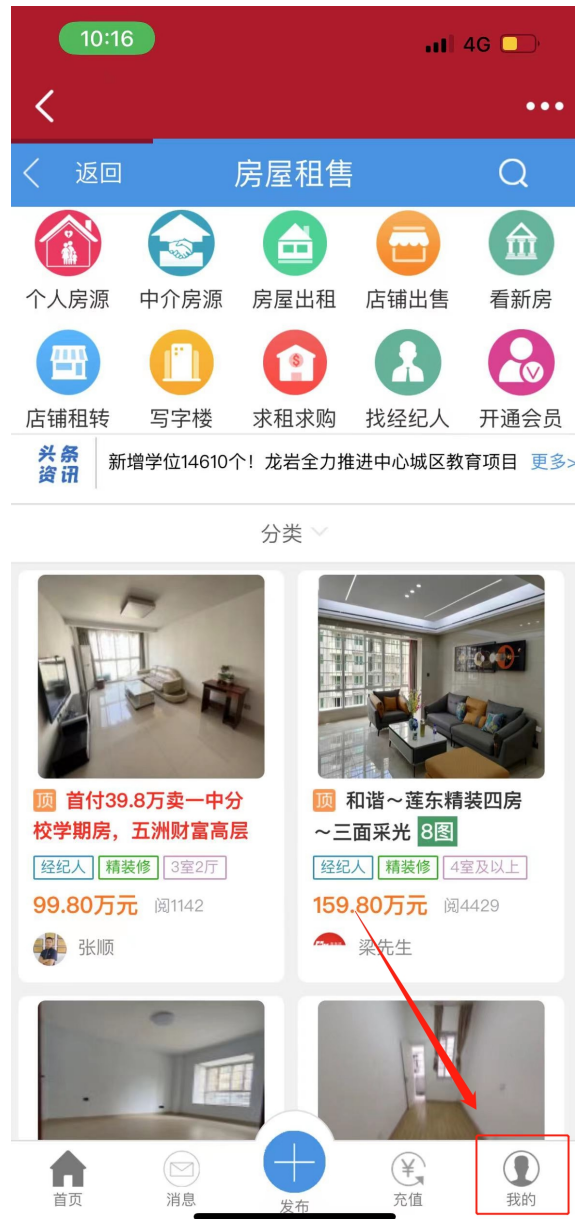 10:16
4G
返回
房屋租售
个人房源
中介房源
房屋出租
店铺出售
看新房
店铺租转
写字楼
求租求购
找经纪人
开通会员
头条
资讯
新增学位14610个！龙岩全力推进中心城区教育项目
更多>
分类
顶 首付39.8万卖一中分
校学期房，五洲财富高层
经纪人 精装修 3室2厅
99.80万元 阅1142
张顺
顶 和谐～莲东精装四房
～三面采光 8图
经纪人 精装修 4室及以上
159.80万元 阅4429
梁先生
首页
消息
发布
充值
我的